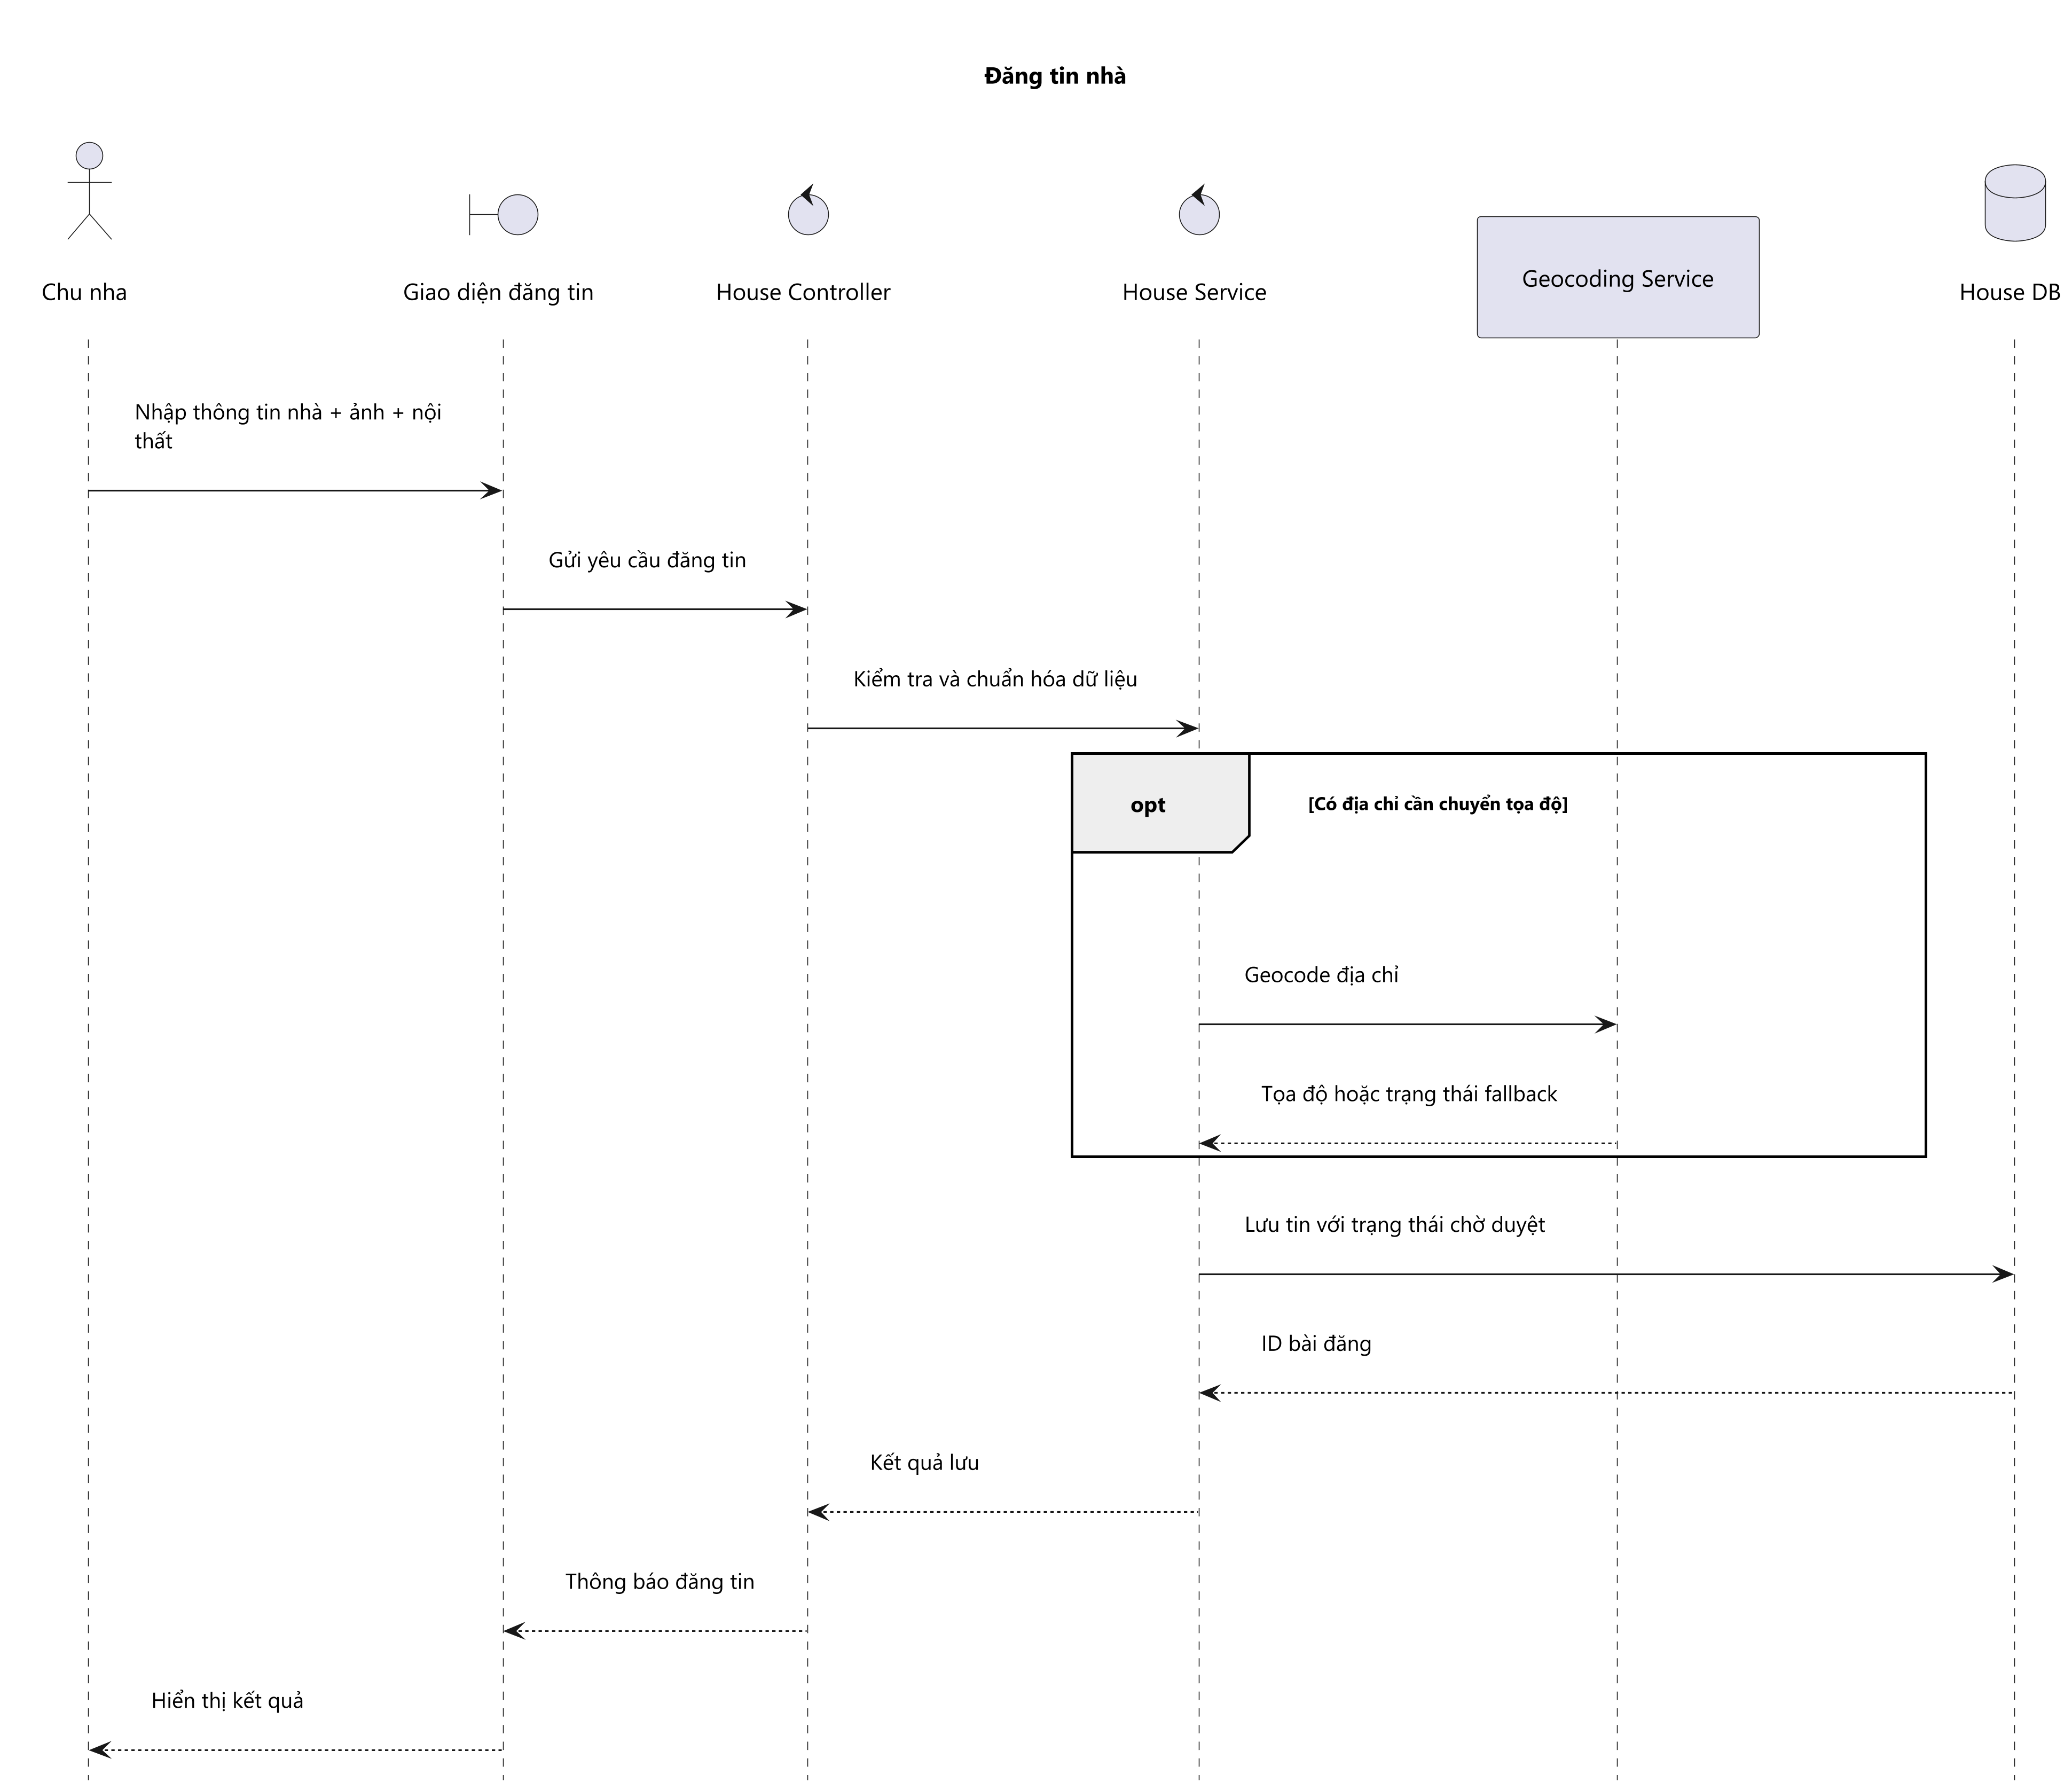 Đăng tin nhà
Chu nha
Giao diện đăng tin
House Controller
House Service
Geocoding Service
House DB
Nhập thông tin nhà + ảnh + nội
thất
Gửi yêu cầu đăng tin
Kiểm tra và chuẩn hóa dữ liệu
opt
[Có địa chỉ cần chuyển tọa độ]
Geocode địa chỉ
Tọa độ hoặc trạng thái fallback
Lưu tin với trạng thái chờ duyệt
ID bài đăng
Kết quả lưu
Thông báo đăng tin
Hiển thị kết quả